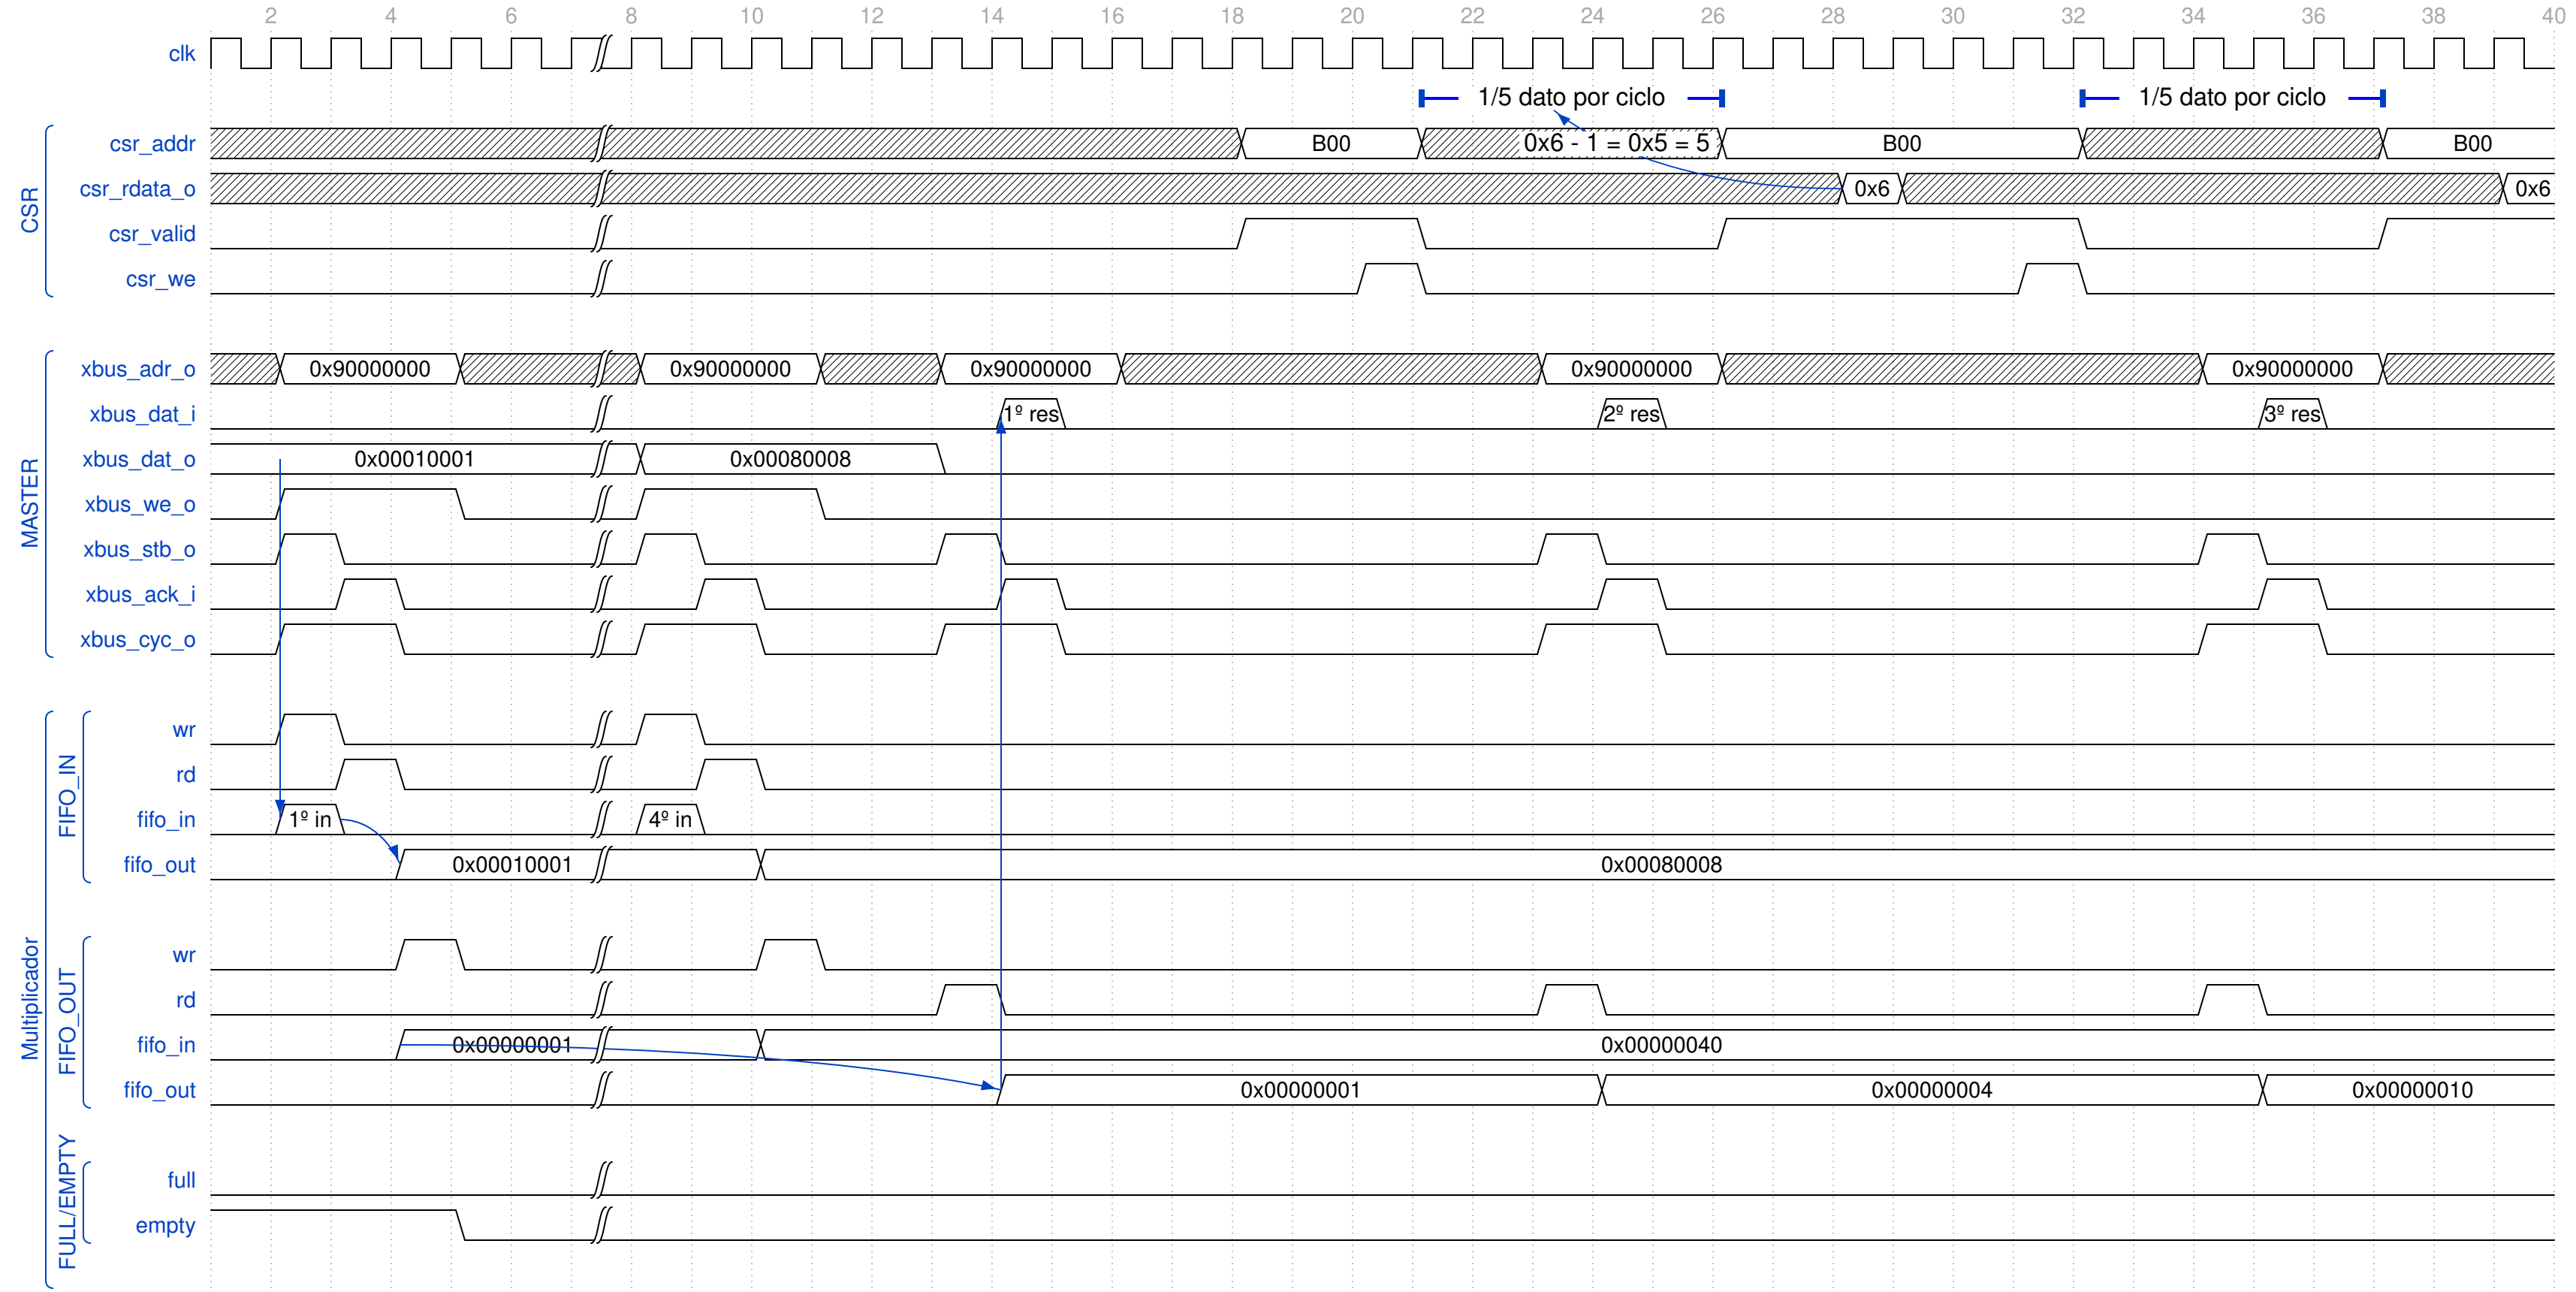 2 4 6 8 10 12 14 16 18 20 22 24 26 28 30 32 34 36 38 40
clk
1/5 dato por ciclo 1/5 dato por ciclo
CSR
csr_addr B00 0x6 - 1 = 0x5 = 5 B00 B00
csr_rdata_o 0x6 0x6
csr_valid
csr_we
MASTER
xbus_adr_o 0x90000000 0x90000000 0x90000000 0x90000000 0x90000000
xbus_dat_i 1º res 2º res 3º res
xbus_dat_o 0x00010001 0x00080008
xbus_we_o
xbus_stb_o
xbus_ack_i
xbus_cyc_o
Multiplicador
FIFO_IN
wr
rd
fifo_in 1º in 4º in
fifo_out 0x00010001 0x00080008
FIFO_OUT
wr
rd
fifo_in 0x00000001 0x00000040
fifo_out 0x00000001 0x00000004 0x00000010
FULL/EMPTY
full
empty